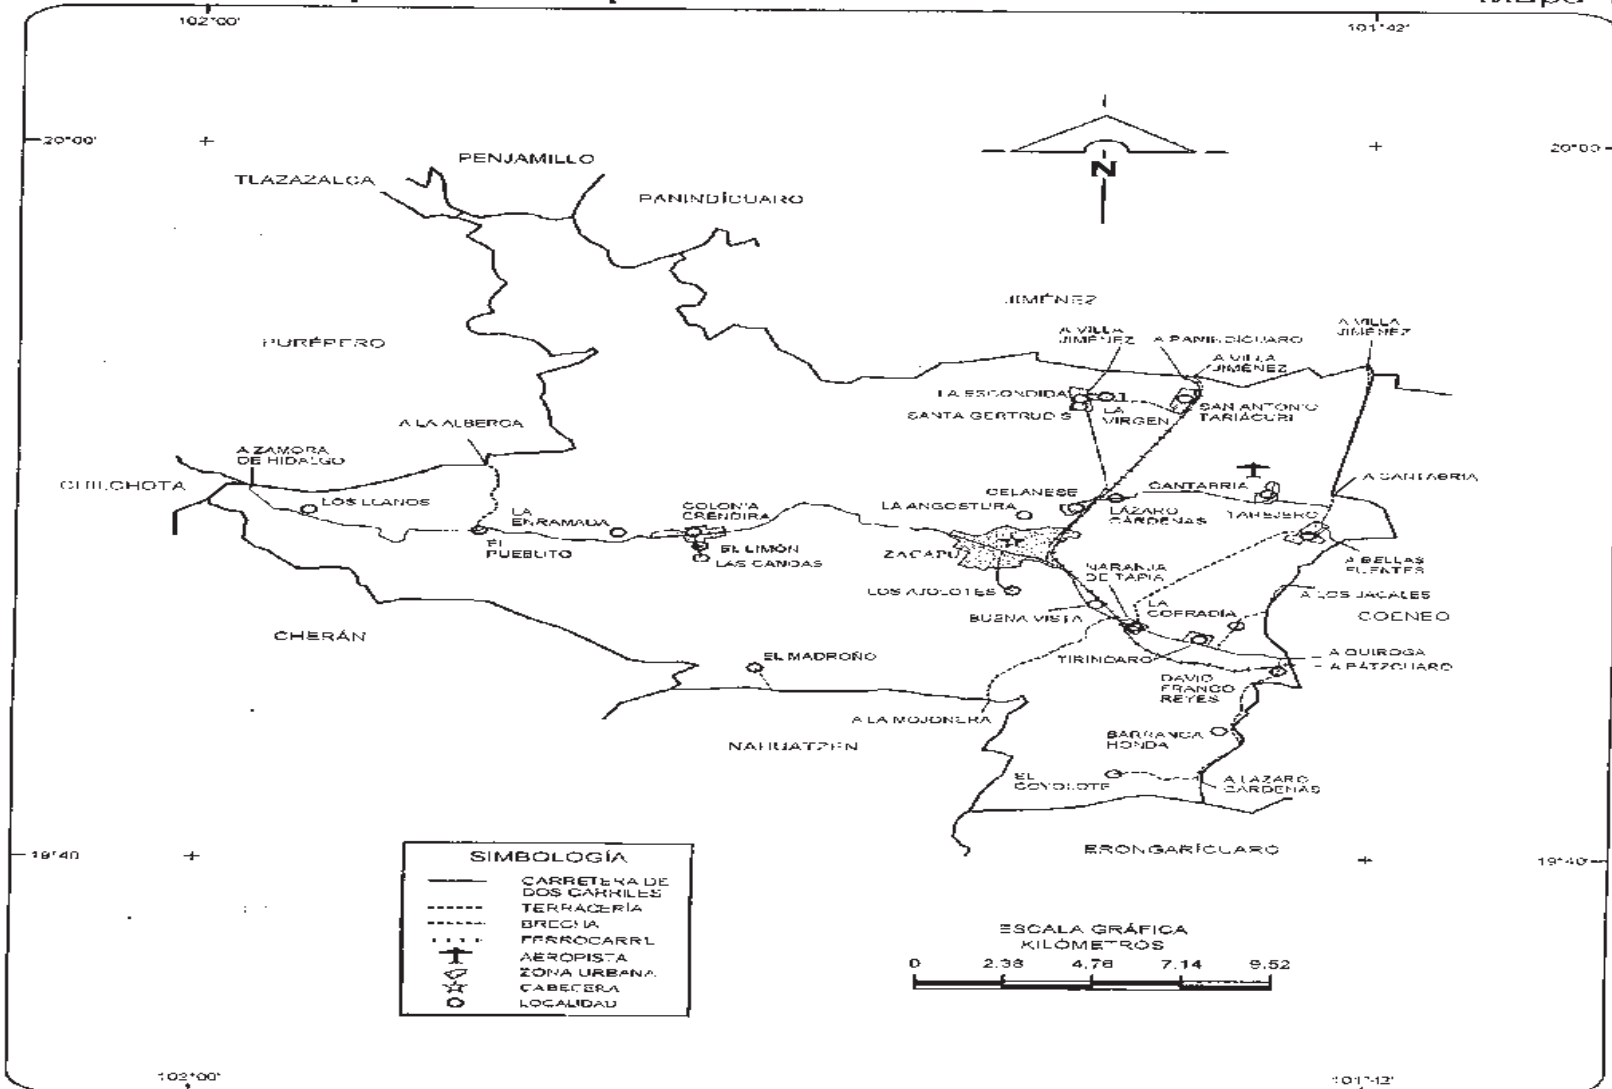 102°00'
101°42'
20°00'
20°00'
PENJAMILLO
TLAZAZALCA
PANINDÍCUARO
N
JIMÉNEZ
PURÉPERO
A VILLA
JIMÉNEZ
A PANINDÍCUARO
A VILLA
JIMÉNEZ
A VILLA
JIMÉNEZ
LA ESCONDIDA
SANTA GERTRUDIS
LA
VIRGEN
SAN ANTONIO
TARIÁCURI
A LA ALBERCA
A ZAMORA
DE HIDALGO
CHILCHOTA
LOS LLANOS
LA
ENRAMADA
EL
PUEBLITO
COLONIA
ERÉNDIRA
EL LIMÓN
LAS CANOAS
CELANESE
LA ANGOSTURA
CANTABRIA
LÁZARO
CÁRDENAS
TAREJERO
A CANTABRIA
ZACAPU
NARANJA
DE TAPIA
A BELLAS
FUENTES
LOS AJOLOTES
BUENA VISTA
LA
COFRADÍA
A LOS JACALES
COENEO
CHERÁN
EL MADROÑO
TIRÍNDARO
A QUIROGA
A PÁTZCUARO
DAVID
FRANCO
REYES
A LA MOJONERA
NAHUATZEN
BARRANCA
HONDA
EL
COYOLOTE
A LÁZARO
CÁRDENAS
ERONGARÍCUARO
19°40'
19°40'
SIMBOLOGÍA
CARRETERA DE
DOS CARRILES
TERRACERÍA
BRECHA
FERROCARRIL
AEROPISTA
ZONA URBANA
CABECERA
LOCALIDAD
ESCALA GRÁFICA
KILÓMETROS
0 2.38 4.76 7.14 9.52
102°00'
101°42'